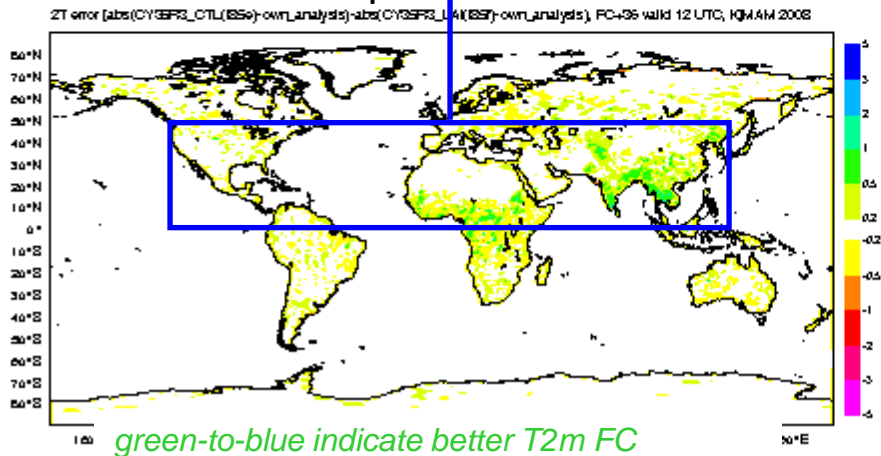 2T error [abs(CY35R3_CTL(f85e)-own_analysis)-abs(CY35R3_LAI(f85f)-own_analysis), FC+36 valid 12 UTC, MAM 2008
80°N
70°N
60°N
50°N
40°N
30°N
20°N
10°N
0°
10°S
20°S
30°S
40°S
50°S
60°S
70°S
80°S
5
3
2
1
0.5
0.2
-0.2
-0.5
-1
-2
-3
-5
green-to-blue indicate better T2m FC